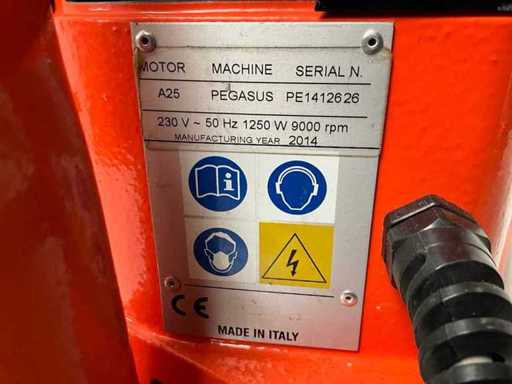 MOTOR MACHINE SERIAL N.
A25 PEGASUS PE1412626
230 V ~ 50 Hz 1250 W 9000 rpm
MANUFACTURING YEAR 2014
CE
MADE IN ITALY